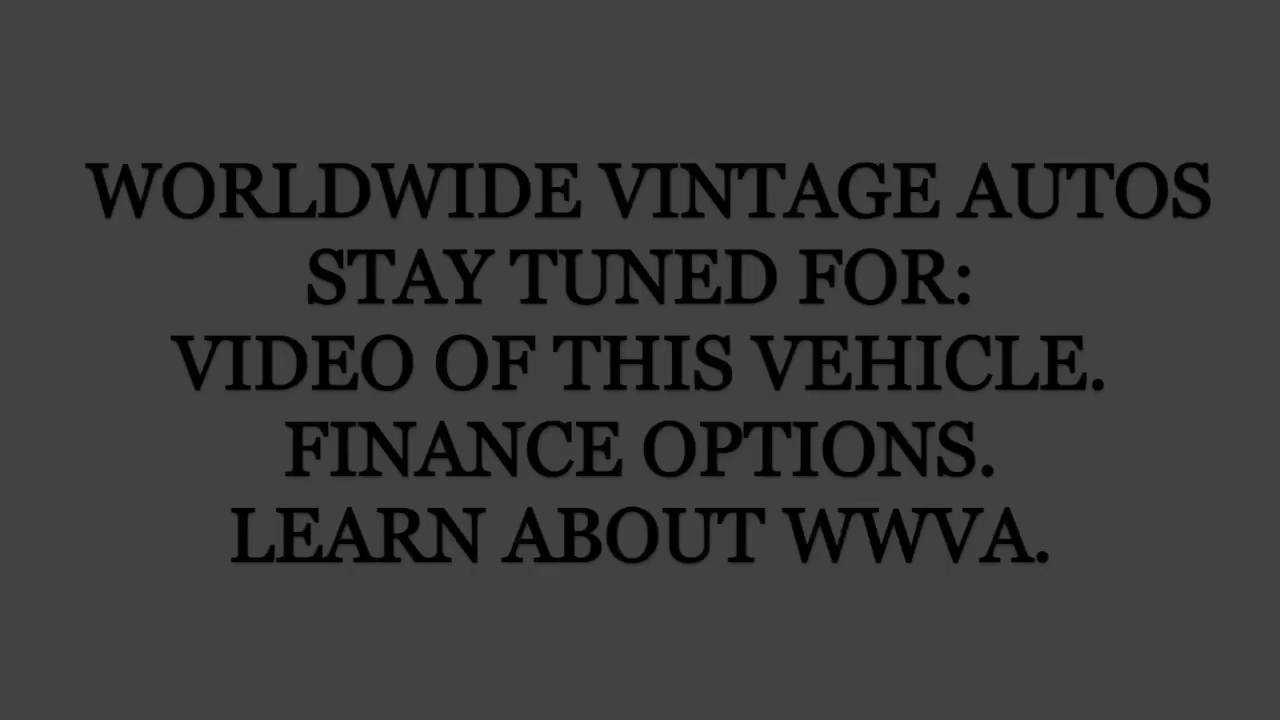 WORLDWIDE VINTAGE AUTOS
STAY TUNED FOR:
VIDEO OF THIS VEHICLE.
FINANCE OPTIONS.
LEARN ABOUT WWVA.